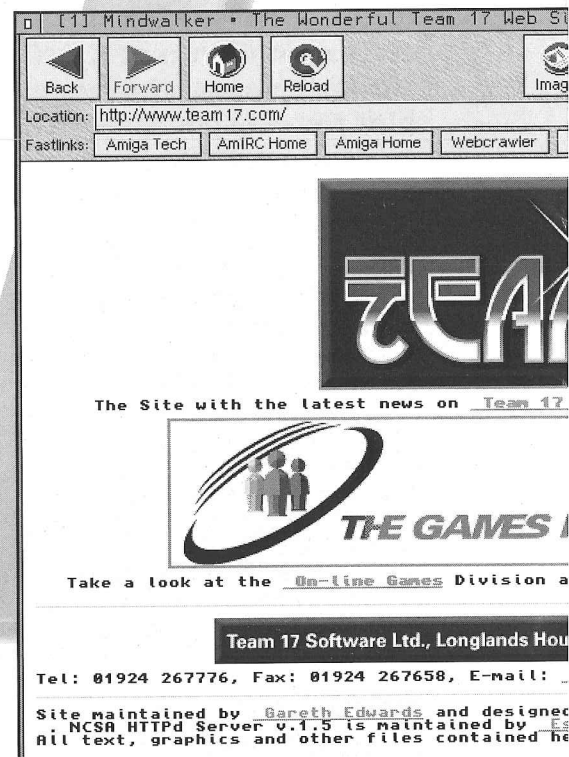 [1] Mindwalker • The Wonderful Team 17 Web Si
Back Forward Home Reload Imag
Location: http://www.team17.com/
Fastlinks: Amiga Tech AmIRC Home Amiga Home Webcrawler
TEAM
The Site with the latest news on Team 17
THE GAMES
Take a look at the On-line Games Division a
Team 17 Software Ltd., Longlands Hou
Tel: 01924 267776, Fax: 01924 267658, E-mail:
Site maintained by Gareth Edwards and designed
. NCSA HTTPd Server v.1.5 is maintained by Es
All text, graphics and other files contained he